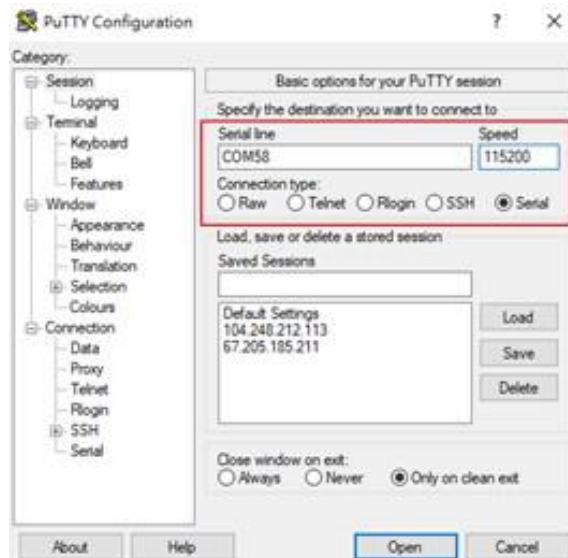 PuTTY Configuration ? ×
Category:
Session
Logging
Terminal
Keyboard
Bell
Features
Window
Appearance
Behaviour
Translation
Selection
Colours
Connection
Data
Proxy
Telnet
Rlogin
SSH
Serial
Basic options for your PuTTY session
Specify the destination you want to connect to
Serial line Speed
COM58 115200
Connection type:
Raw Telnet Rlogin SSH Serial
Load, save or delete a stored session
Saved Sessions
Default Settings
104.248.212.113
67.205.185.211
Load
Save
Delete
Close window on exit:
Always Never Only on clean exit
About Help Open Cancel